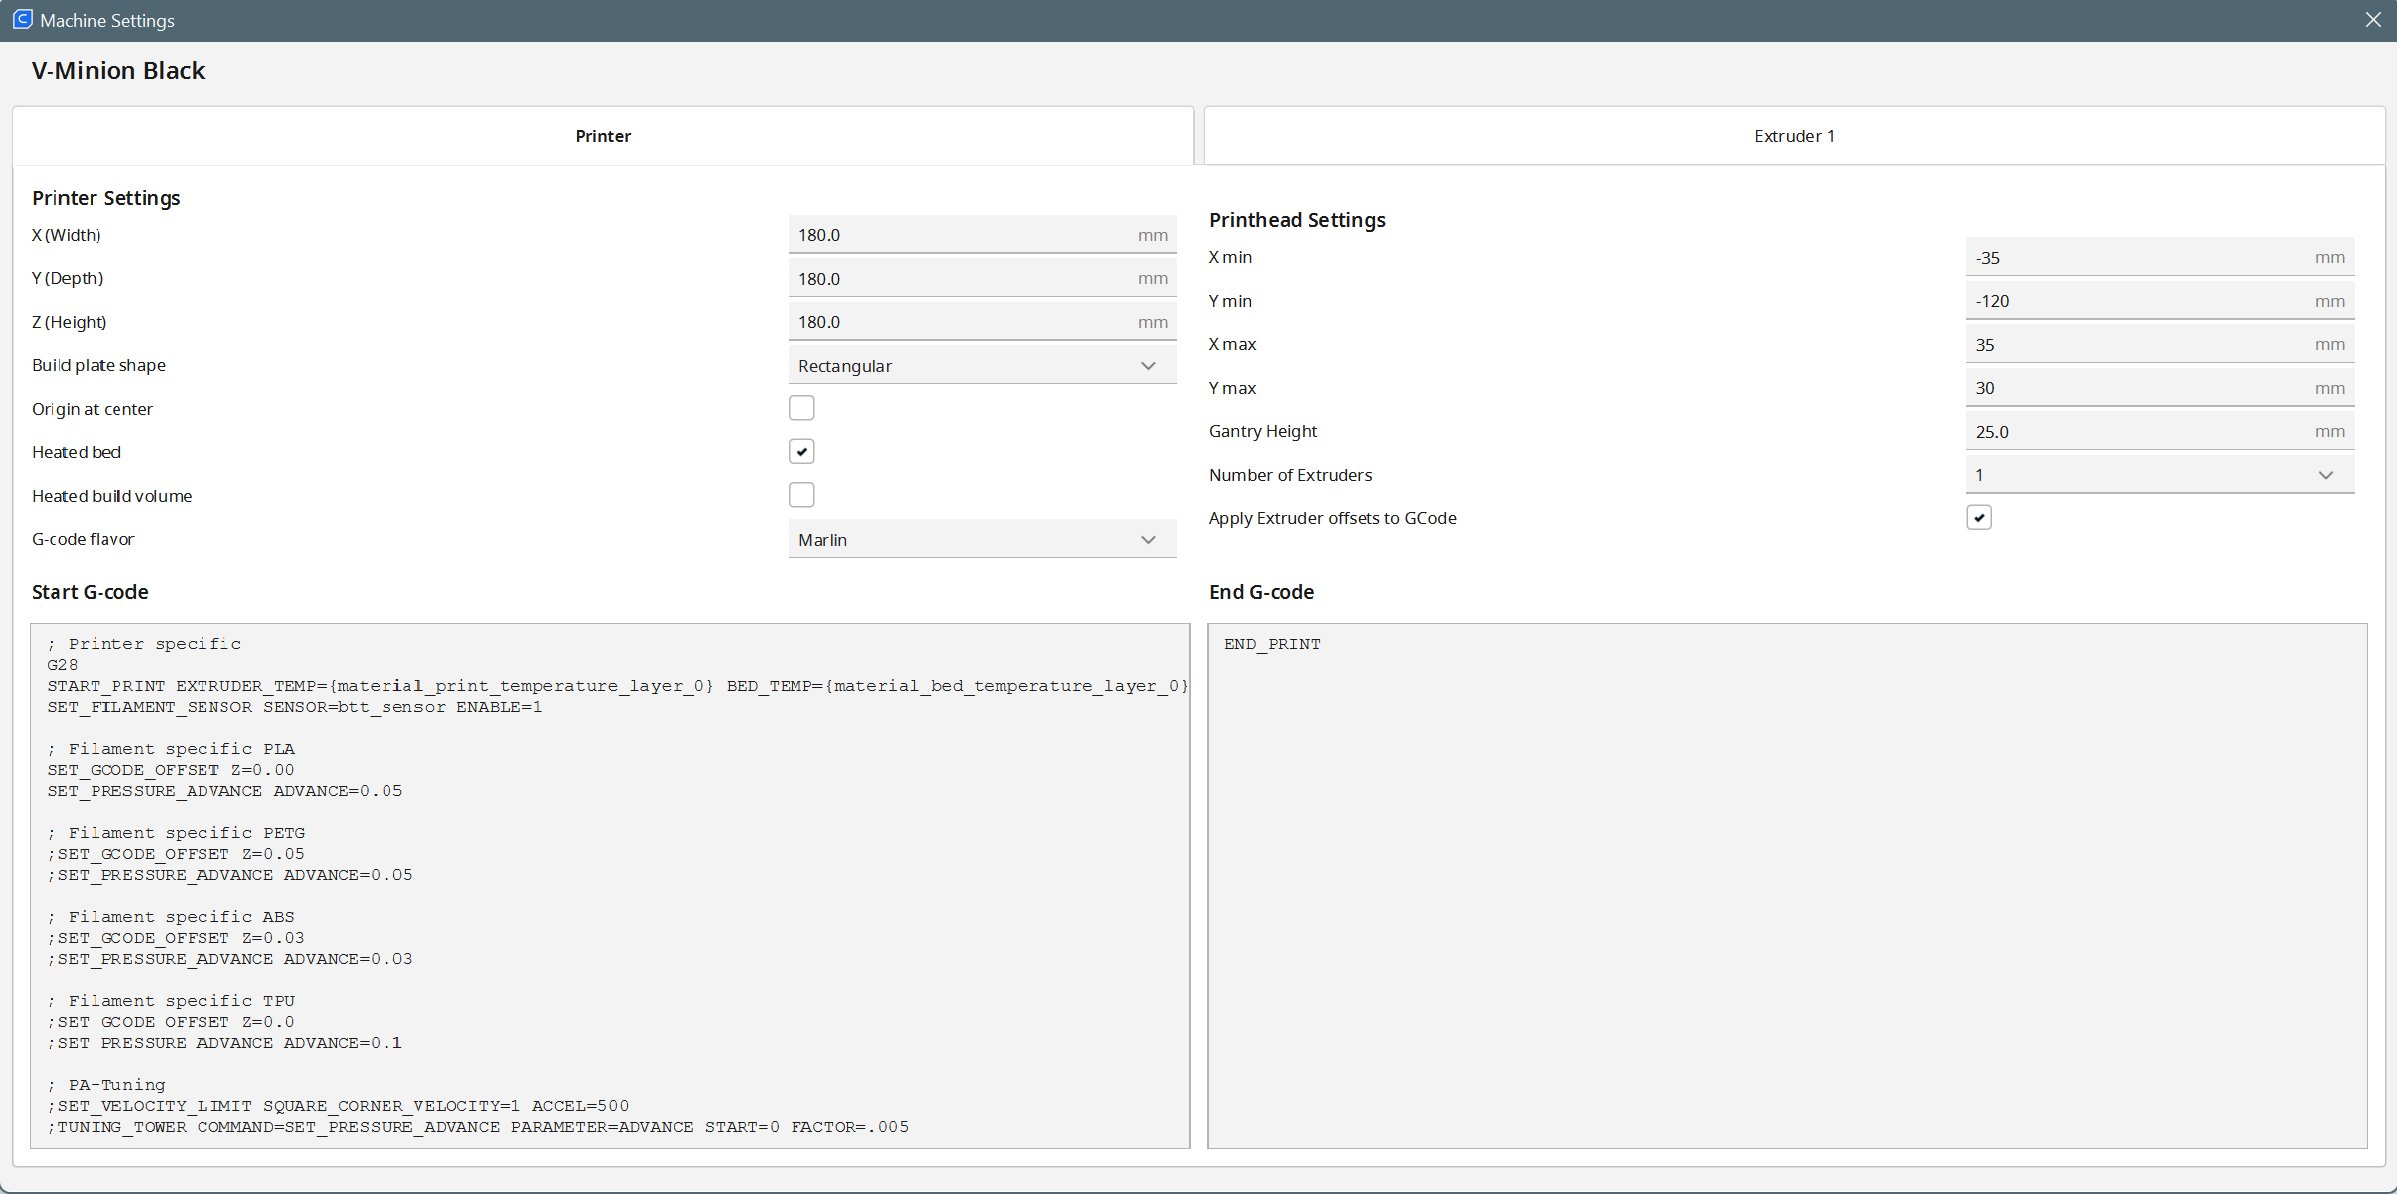 Machine Settings
V-Minion Black
Printer
Extruder 1
Printer Settings
X (Width)
180.0 mm
Y (Depth)
180.0 mm
Z (Height)
180.0 mm
Build plate shape
Rectangular
Origin at center
Heated bed
Heated build volume
G-code flavor
Marlin
Printhead Settings
X min
-35 mm
Y min
-120 mm
X max
35 mm
Y max
30 mm
Gantry Height
25.0 mm
Number of Extruders
1
Apply Extruder offsets to GCode
Start G-code
; Printer specific
G28
START_PRINT EXTRUDER_TEMP={material_print_temperature_layer_0} BED_TEMP={material_bed_temperature_layer_0}
SET_FILAMENT_SENSOR SENSOR=btt_sensor ENABLE=1
; Filament specific PLA
SET_GCODE_OFFSET Z=0.00
SET_PRESSURE_ADVANCE ADVANCE=0.05
; Filament specific PETG
;SET_GCODE_OFFSET Z=0.05
;SET_PRESSURE_ADVANCE ADVANCE=0.05
; Filament specific ABS
;SET_GCODE_OFFSET Z=0.03
;SET_PRESSURE_ADVANCE ADVANCE=0.03
; Filament specific TPU
;SET GCODE OFFSET Z=0.0
;SET PRESSURE ADVANCE ADVANCE=0.1
; PA-Tuning
;SET_VELOCITY_LIMIT SQUARE_CORNER_VELOCITY=1 ACCEL=500
;TUNING_TOWER COMMAND=SET_PRESSURE_ADVANCE PARAMETER=ADVANCE START=0 FACTOR=.005
End G-code
END_PRINT